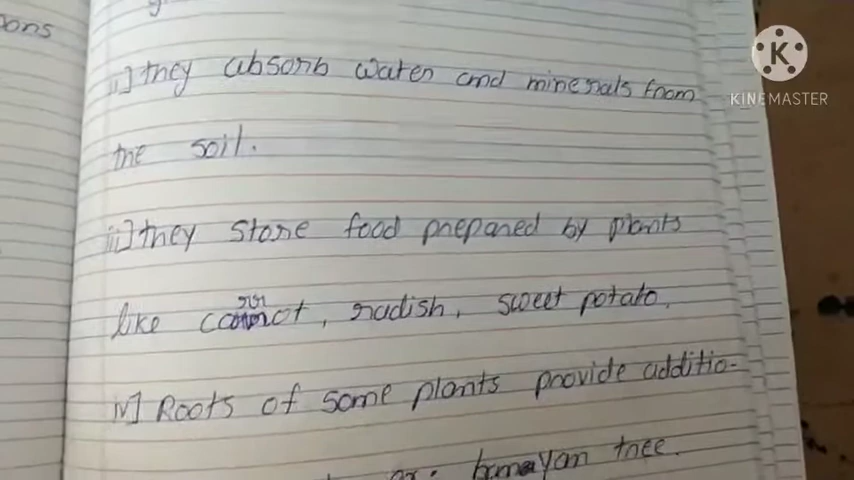 ons
ii] they absorb water and minerals from
the soil.
iii] they store food prepared by plants
like carrot, radish, sweet potato.
iv] Roots of some plants provide additio-
banayan tree.
KINEMASTER